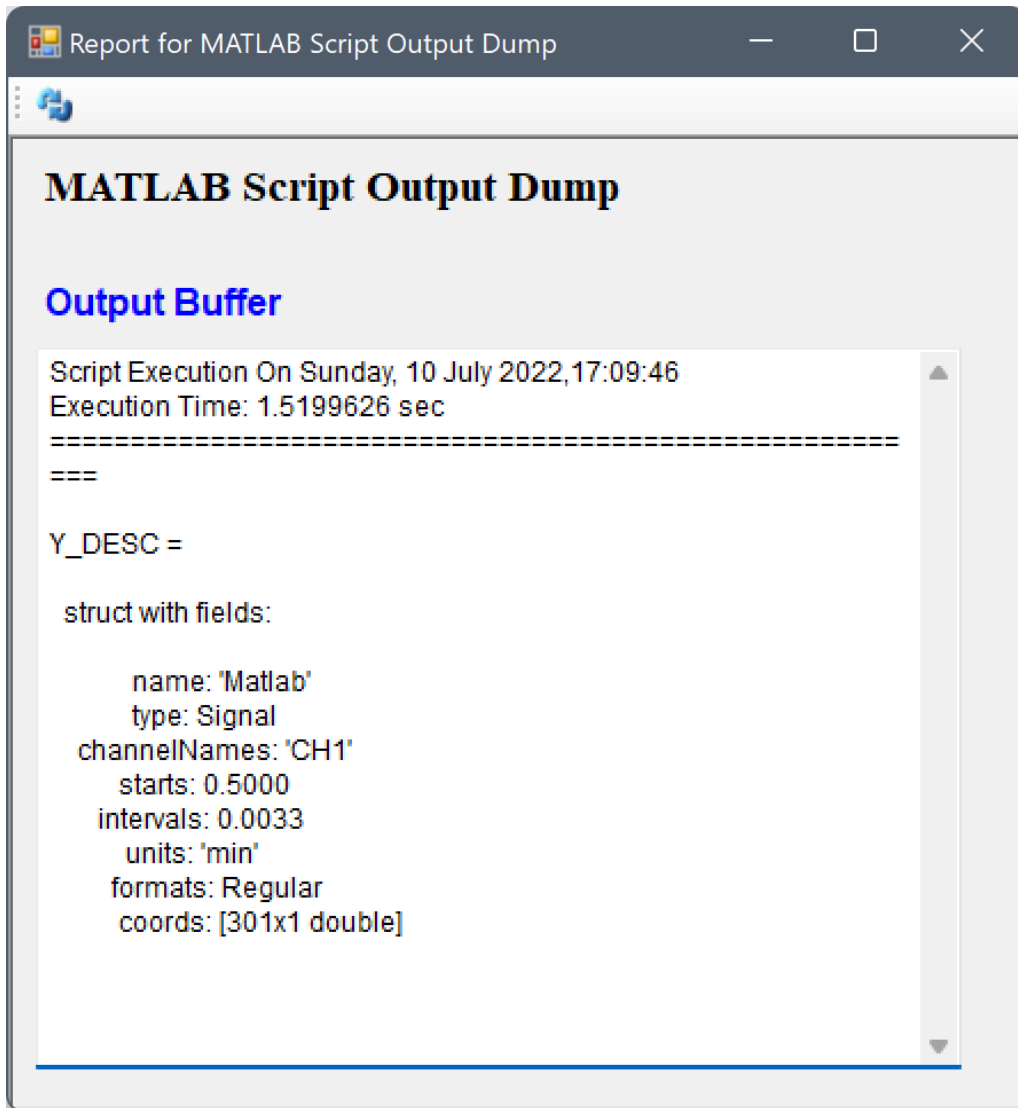 Report for MATLAB Script Output Dump
MATLAB Script Output Dump
Output Buffer
Script Execution On Sunday, 10 July 2022,17:09:46
Execution Time: 1.5199626 sec
=====================================================
===
Y_DESC =
struct with fields:
name: 'Matlab'
type: Signal
channelNames: 'CH1'
starts: 0.5000
intervals: 0.0033
units: 'min'
formats: Regular
coords: [301x1 double]